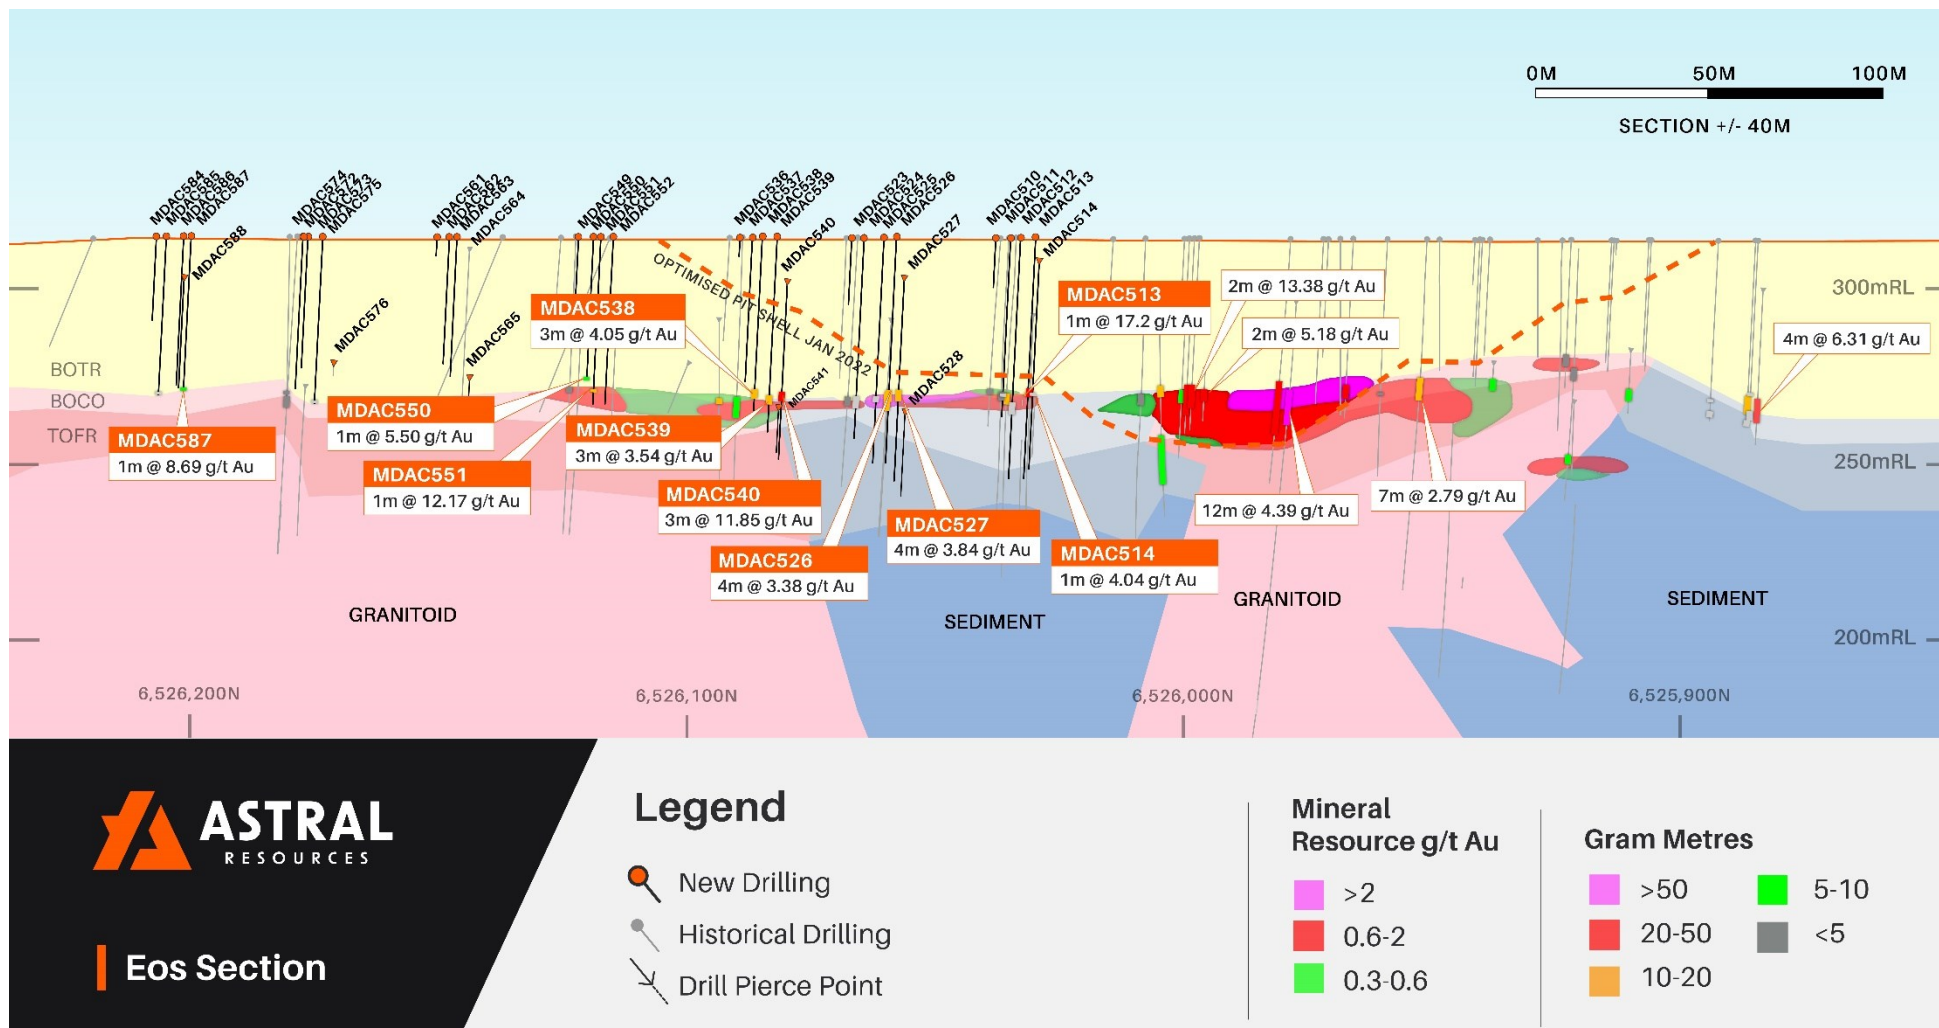 0M 50M 100M
SECTION +/- 40M
MDAC584
MDAC585
MDAC586
MDAC587
MDAC588
MDAC574
MDAC572
MDAC573
MDAC575
MDAC576
MDAC561
MDAC562
MDAC563
MDAC564
MDAC565
MDAC549
MDAC550
MDAC551
MDAC552
MDAC536
MDAC537
MDAC538
MDAC539
MDAC540
MDAC541
MDAC523
MDAC524
MDAC525
MDAC526
MDAC527
MDAC528
MDAC510
MDAC511
MDAC512
MDAC513
MDAC514
OPTIMISED PIT SHELL JAN 2022
300mRL
250mRL
200mRL
BOTR
BOCO
TOFR
MDAC587
1m @ 8.69 g/t Au
MDAC550
1m @ 5.50 g/t Au
MDAC551
1m @ 12.17 g/t Au
MDAC538
3m @ 4.05 g/t Au
MDAC539
3m @ 3.54 g/t Au
MDAC540
3m @ 11.85 g/t Au
MDAC526
4m @ 3.38 g/t Au
MDAC527
4m @ 3.84 g/t Au
MDAC513
1m @ 17.2 g/t Au
MDAC514
1m @ 4.04 g/t Au
2m @ 13.38 g/t Au
2m @ 5.18 g/t Au
12m @ 4.39 g/t Au
7m @ 2.79 g/t Au
4m @ 6.31 g/t Au
GRANITOID
SEDIMENT
GRANITOID
SEDIMENT
6,526,200N
6,526,100N
6,526,000N
6,525,900N
ASTRAL
RESOURCES
Eos Section
Legend
New Drilling
Historical Drilling
Drill Pierce Point
Mineral
Resource g/t Au
>2
0.6-2
0.3-0.6
Gram Metres
>50
20-50
10-20
5-10
<5